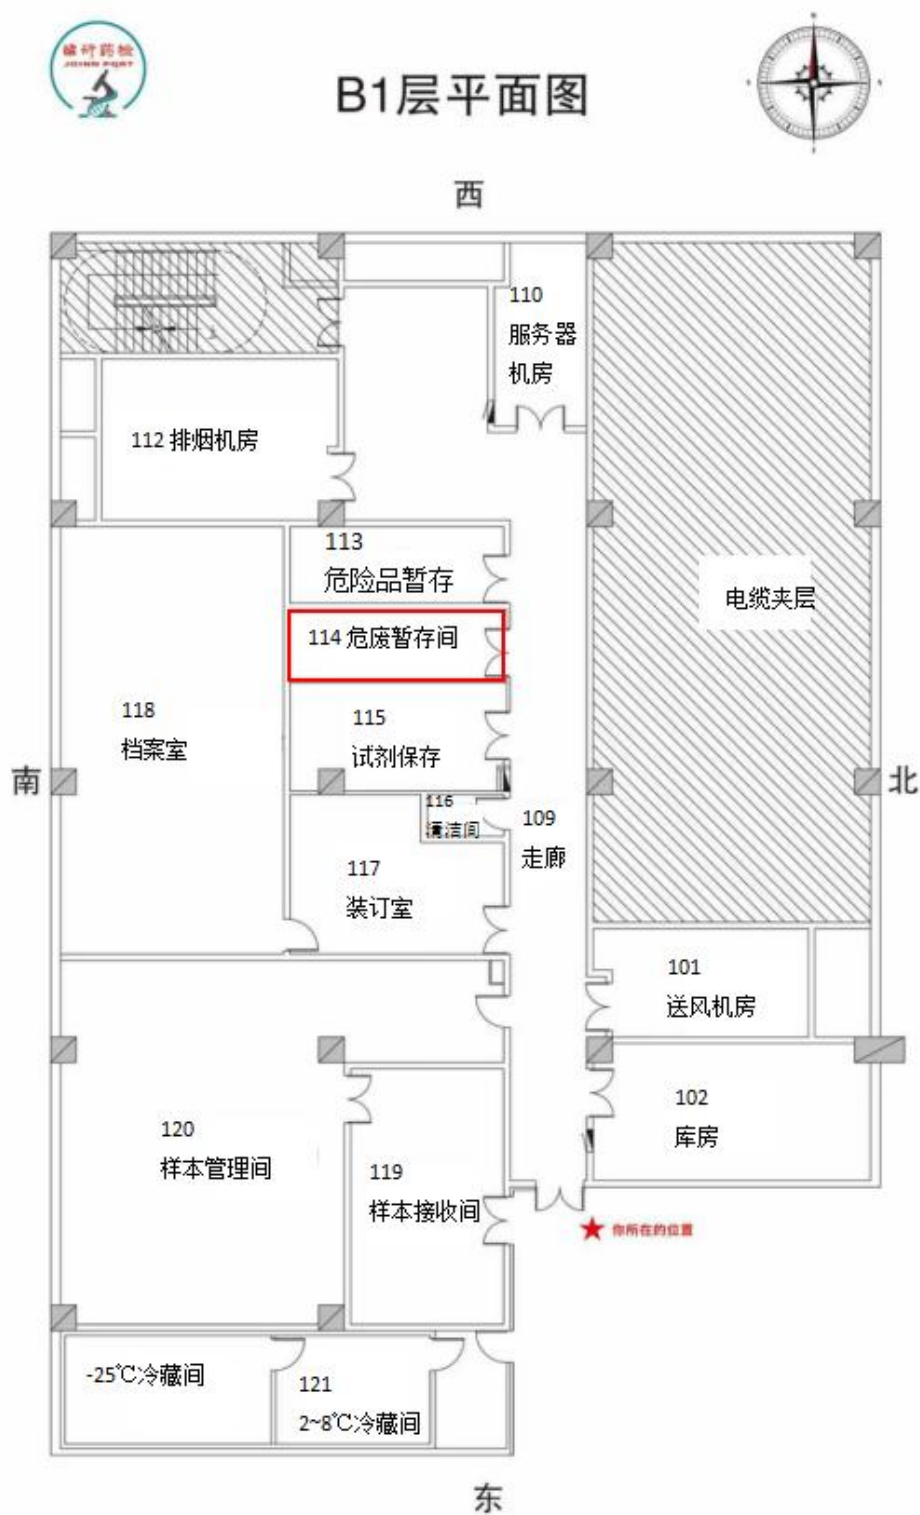 JOINN PQRT
B1层平面图
西
110
服务器
机房
112 排烟机房
113
危险品暂存
114 危废暂存间
电缆夹层
118
档案室
115
试剂保存
南
北
116
清洁间
109
走廊
117
装订室
101
送风机房
102
库房
120
样本管理间
119
样本接收间
你所在的位置
-25℃冷藏间
121
2~8℃冷藏间
东